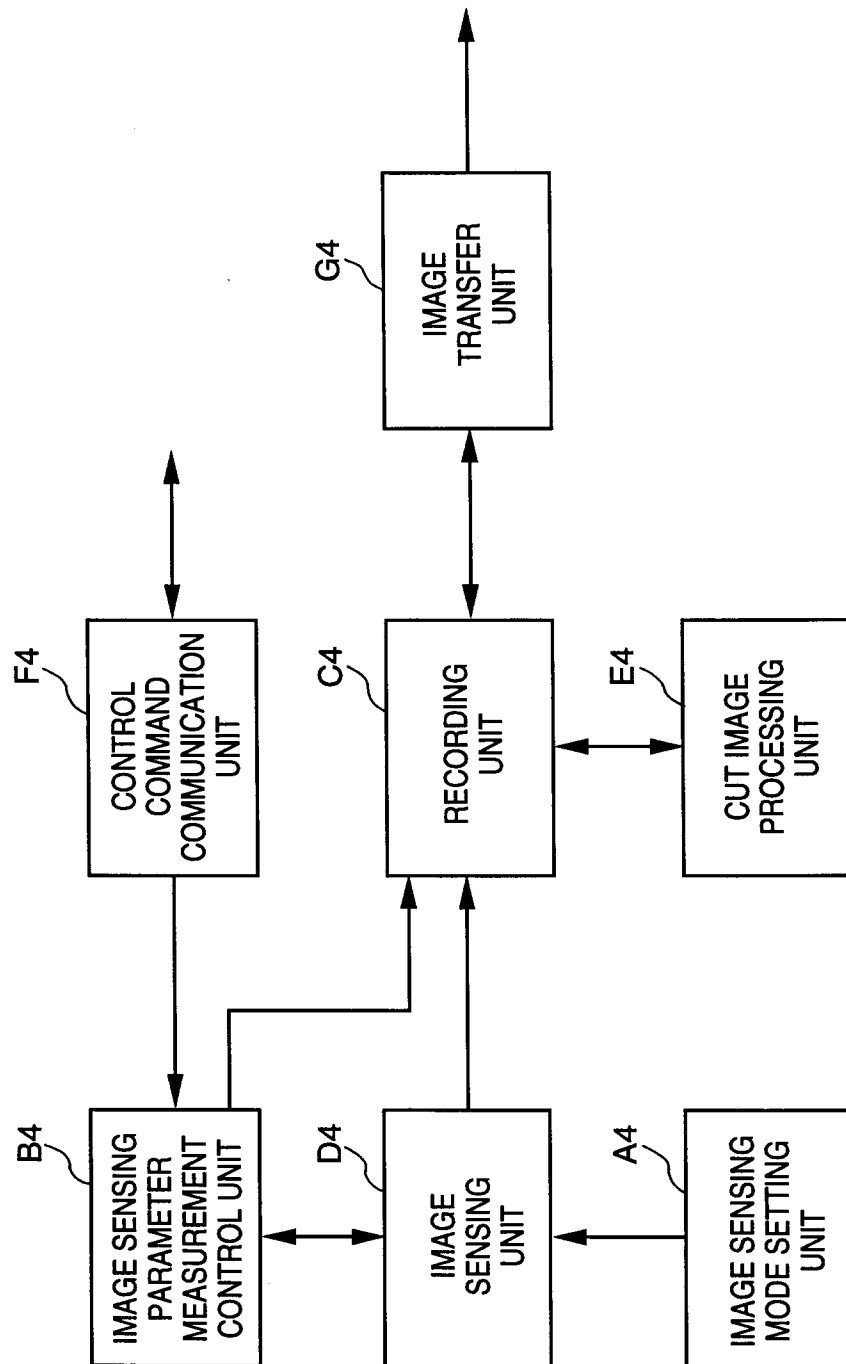 B4
IMAGE SENSING
PARAMETER
MEASUREMENT
CONTROL UNIT
F4
CONTROL
COMMAND
COMMUNICATION
UNIT
D4
IMAGE
SENSING
UNIT
C4
RECORDING
UNIT
G4
IMAGE
TRANSFER
UNIT
A4
IMAGE SENSING
MODE SETTING
UNIT
E4
CUT IMAGE
PROCESSING
UNIT